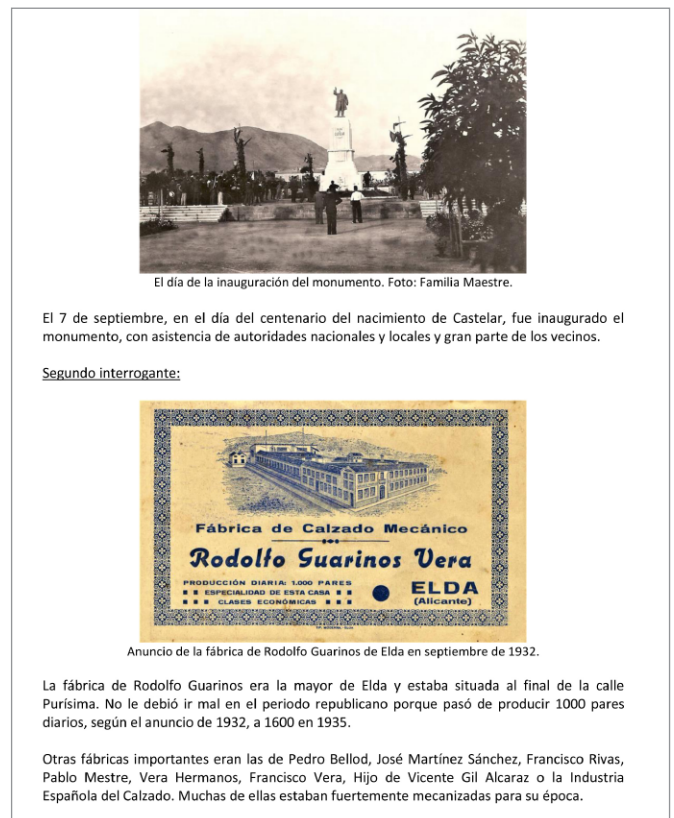 El día de la inauguración del monumento. Foto: Familia Maestre.
El 7 de septiembre, en el día del centenario del nacimiento de Castelar, fue inaugurado el
monumento, con asistencia de autoridades nacionales y locales y gran parte de los vecinos.
Segundo interrogante:
Fábrica de Calzado Mecánico
Rodolfo Guarinos Vera
PRODUCCIÓN DIARIA: 1.000 PARES
ESPECIALIDAD DE ESTA CASA
CLASES ECONÓMICAS
ELDA
(Alicante)
Anuncio de la fábrica de Rodolfo Guarinos de Elda en septiembre de 1932.
La fábrica de Rodolfo Guarinos era la mayor de Elda y estaba situada al final de la calle
Purísima. No le debió ir mal en el periodo republicano porque pasó de producir 1000 pares
diarios, según el anuncio de 1932, a 1600 en 1935.
Otras fábricas importantes eran las de Pedro Bellod, José Martínez Sánchez, Francisco Rivas,
Pablo Mestre, Vera Hermanos, Francisco Vera, Hijo de Vicente Gil Alcaraz o la Industria
Española del Calzado. Muchas de ellas estaban fuertemente mecanizadas para su época.